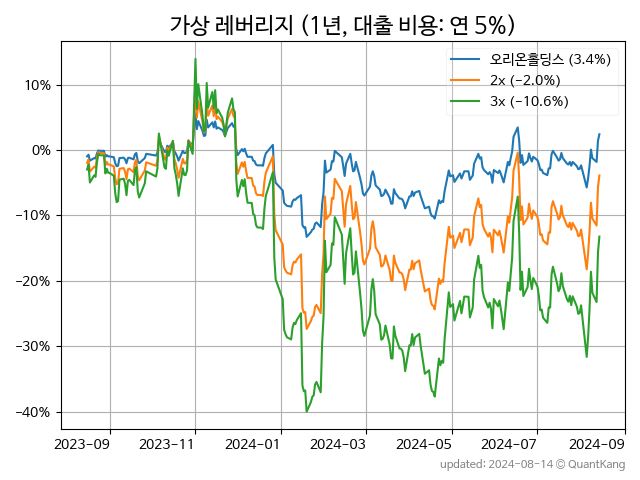 가상 레버리지 (1년, 대출 비용: 연 5%)
오리온홀딩스 (3.4%)
2x (−2.0%)
3x (−10.6%)
10%
0%
−10%
−20%
−30%
−40%
2023-09 2023-11 2024-01 2024-03 2024-05 2024-07 2024-09
updated: 2024-08-14 © QuantKang